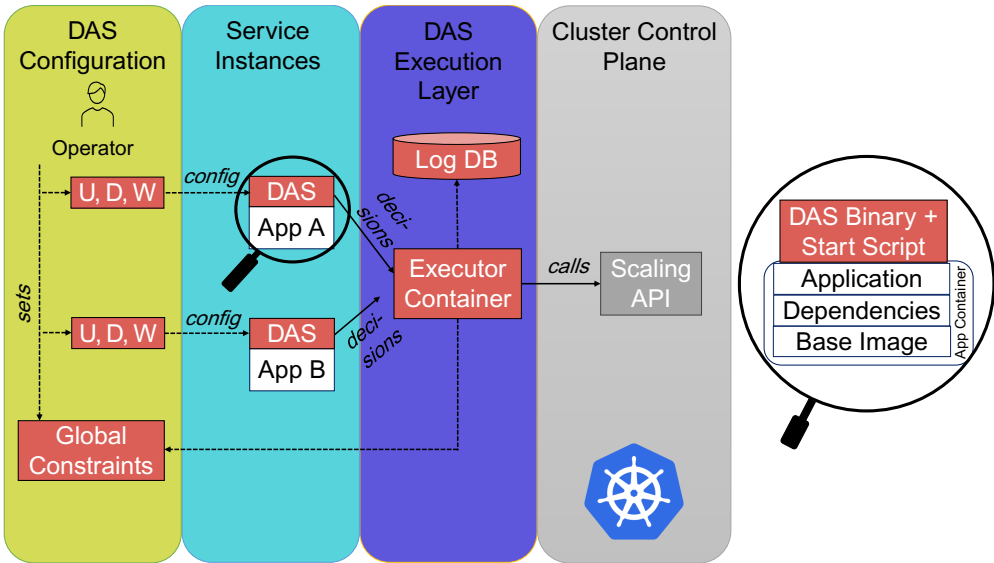 DAS
Configuration
Service
Instances
DAS
Execution
Layer
Cluster Control
Plane
Operator
Log DB
U, D, W
config
DAS
App A
deci-
sions
Executor
Container
calls
Scaling
API
sets
U, D, W
config
DAS
App B
deci-
sions
Global
Constraints
DAS Binary +
Start Script
Application
Dependencies
Base Image
App Container